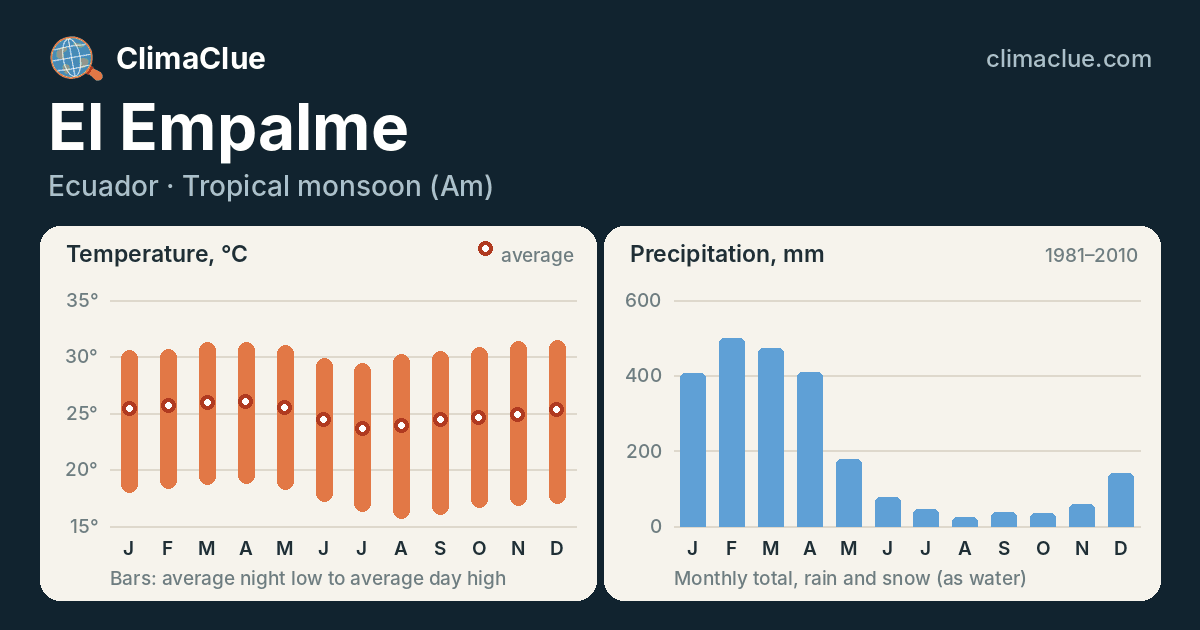 ClimaClue
climaclue.com
El Empalme
Ecuador · Tropical monsoon (Am)
Temperature, °C
average
35°
30°
25°
20°
15°
J F M A M J J A S O N D
Bars: average night low to average day high
Precipitation, mm
1981–2010
600
400
200
0
J F M A M J J A S O N D
Monthly total, rain and snow (as water)